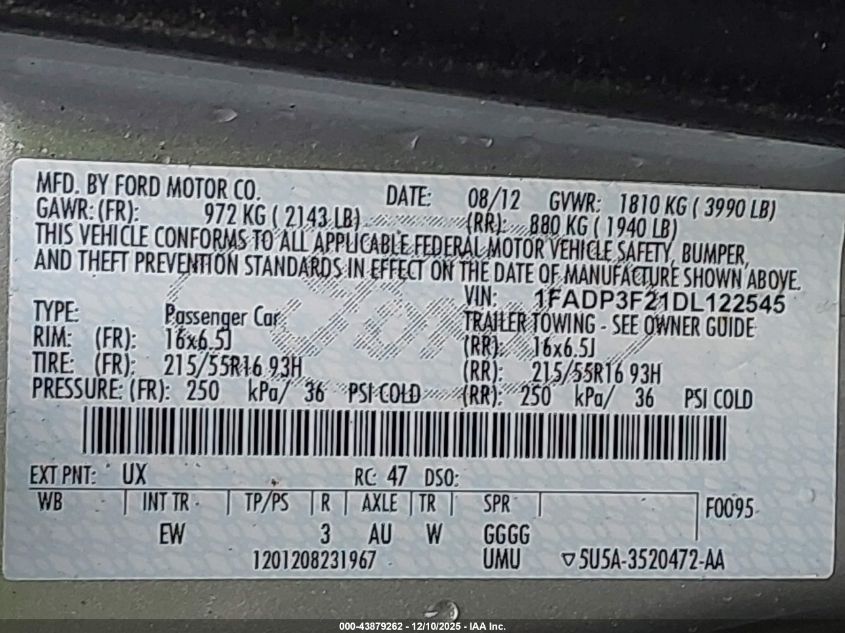 MFD. BY FORD MOTOR CO. DATE: 08/12 GVWR: 1810 KG ( 3990 LB)
GAWR: (FR): 972 KG ( 2143 LB) (RR): 880 KG ( 1940 LB)
THIS VEHICLE CONFORMS TO ALL APPLICABLE FEDERAL MOTOR VEHICLE SAFETY, BUMPER,
AND THEFT PREVENTION STANDARDS IN EFFECT ON THE DATE OF MANUFACTURE SHOWN ABOVE.
VIN: 1FADP3F21DL122545
TYPE: Passenger Car TRAILER TOWING - SEE OWNER GUIDE
RIM: (FR): 16x6.5J (RR): 16x6.5J
TIRE: (FR): 215/55R16 93H (RR): 215/55R16 93H
PRESSURE: (FR): 250 kPa/ 36 PSI COLD (RR): 250 kPa/ 36 PSI COLD
EXT PNT: UX RC: 47 DSO:
WB INT TR TP/PS R AXLE TR SPR F0095
EW 3 AU W GGGG
1201208231967 UMU ▽5U5A-3520472-AA
000-43879262 - 12/10/2025 - IAA Inc.